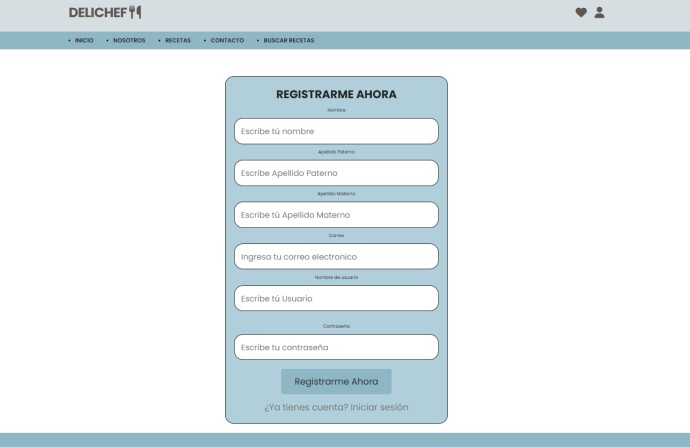 DELICHEF
• INICIO • NOSOTROS • RECETAS • CONTACTO • BUSCAR RECETAS
REGISTRARME AHORA
Nombre
Escribe tú nombre
Apellido Paterno
Escribe Apellido Paterno
Apellido Materno
Escribe tú Apellido Materno
Correo
Ingresa tu correo electronico
Nombre de usuario
Escribe tú Usuario
Contraseña
Escribe tu contraseña
Registrarme Ahora
¿Ya tienes cuenta? Iniciar sesión